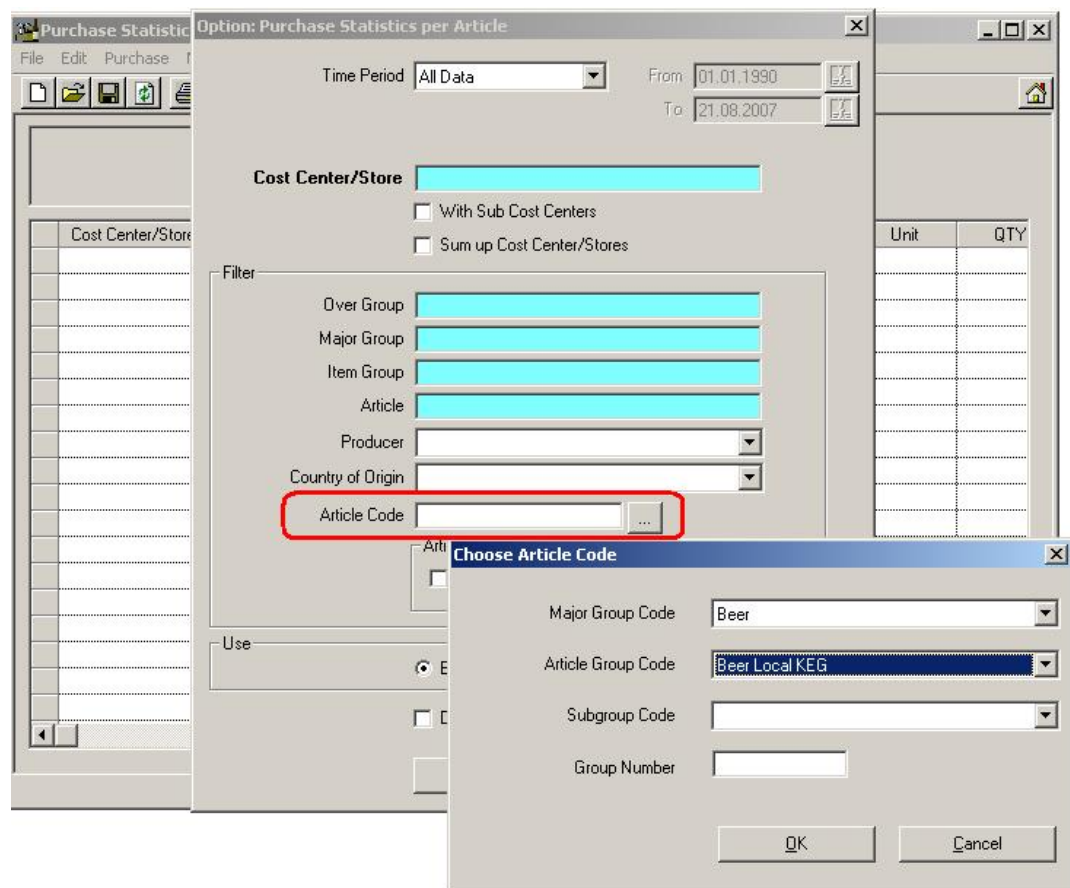 Purchase Statistic
Option: Purchase Statistics per Article
File Edit Purchase
Time Period All Data From 01.01.1990
To 21.08.2007
Cost Center/Store
With Sub Cost Centers
Sum up Cost Center/Stores
Cost Center/Store Unit QTY
Filter
Over Group
Major Group
Item Group
Article
Producer
Country of Origin
Article Code ...
Choose Article Code
Major Group Code Beer
Use
Article Group Code Beer Local KEG
Subgroup Code
Group Number
OK Cancel